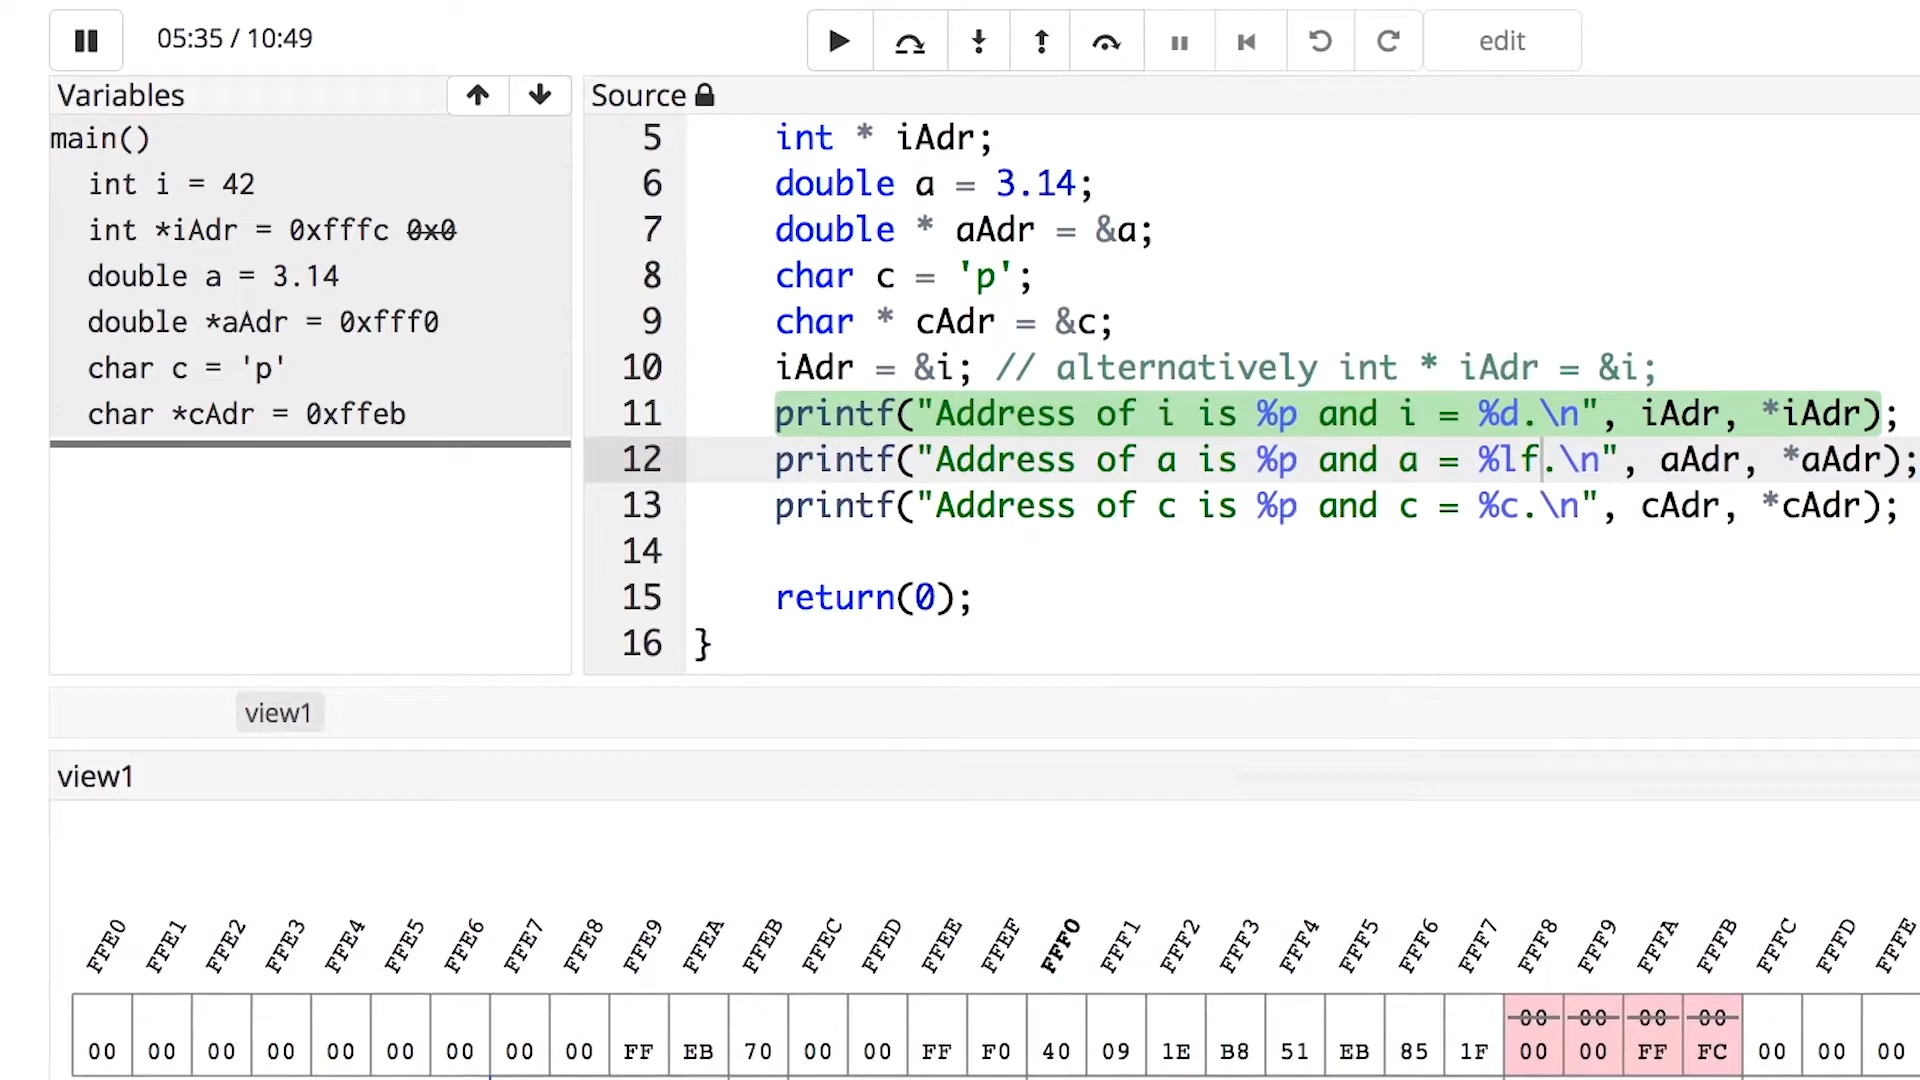 05:35 / 10:49
edit
Variables
Source
main()
int i = 42
int *iAdr = 0xfffc 0x0
double a = 3.14
double *aAdr = 0xfff0
char c = 'p'
char *cAdr = 0xffeb
5 int * iAdr;
6 double a = 3.14;
7 double * aAdr = &a;
8 char c = 'p';
9 char * cAdr = &c;
10 iAdr = &i; // alternatively int * iAdr = &i;
11 printf("Address of i is %p and i = %d.\n", iAdr, *iAdr);
12 printf("Address of a is %p and a = %lf.\n", aAdr, *aAdr);
13 printf("Address of c is %p and c = %c.\n", cAdr, *cAdr);
14
15 return(0);
16 }
view1
view1
FFE0 FFE1 FFE2 FFE3 FFE4 FFE5 FFE6 FFE7 FFE8 FFE9 FFEA FFEB FFEC FFED FFEE FFEF FFF0 FFF1 FFF2 FFF3 FFF4 FFF5 FFF6 FFF7 FFF8 FFF9 FFFA FFFB FFFC FFFD FFFE
00 00 00 00
00 00 00 00 00 00 00 00 00 FF EB 70 00 00 FF F0 40 09 1E B8 51 EB 85 1F 00 00 FF FC 00 00 00